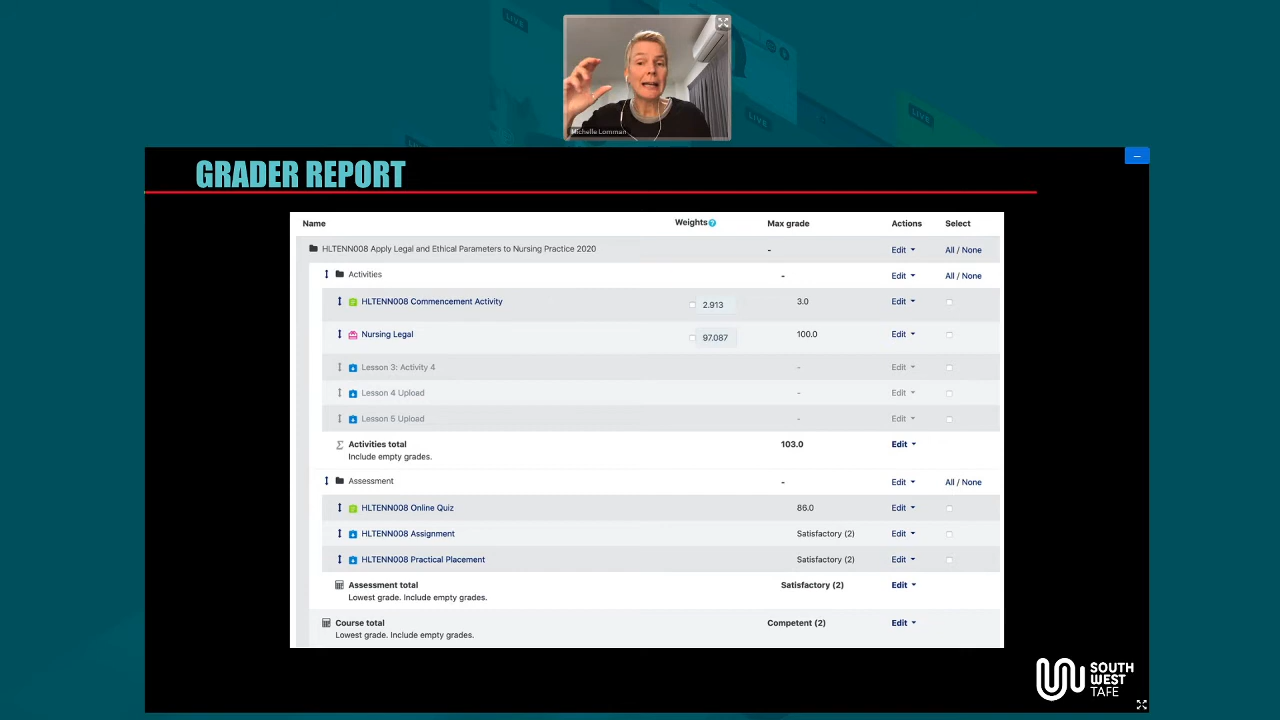 LIVE
LIVE
LIVE
Michelle Lomman
GRADER REPORT
Name Weights Max grade Actions Select
HLTENN008 Apply Legal and Ethical Parameters to Nursing Practice 2020 - Edit All / None
Activities - Edit All / None
HLTENN008 Commencement Activity 2.913 3.0 Edit
Nursing Legal 97.087 100.0 Edit
Lesson 3: Activity 4 - Edit
Lesson 4 Upload - Edit
Lesson 5 Upload - Edit
Activities total 103.0 Edit
Include empty grades.
Assessment - Edit All / None
HLTENN008 Online Quiz 86.0 Edit
HLTENN008 Assignment Satisfactory (2) Edit
HLTENN008 Practical Placement Satisfactory (2) Edit
Assessment total Satisfactory (2) Edit
Lowest grade. Include empty grades.
Course total Competent (2) Edit
Lowest grade. Include empty grades.
SOUTH
WEST
TAFE